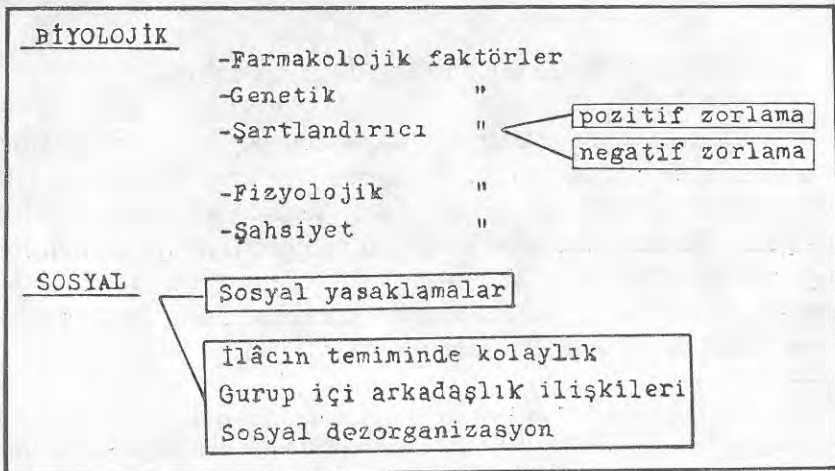 BİYOLOJİK
-Farmakolojik faktörler
-Genetik "
-Şartlandırıcı " pozitif zorlama
negatif zorlama
-Fizyolojik "
-Şahsiyet "
SOSYAL
Sosyal yasaklamalar
İlâcın temiminde kolaylık
Gurup içi arkadaşlık ilişkileri
Sosyal dezorganizasyon